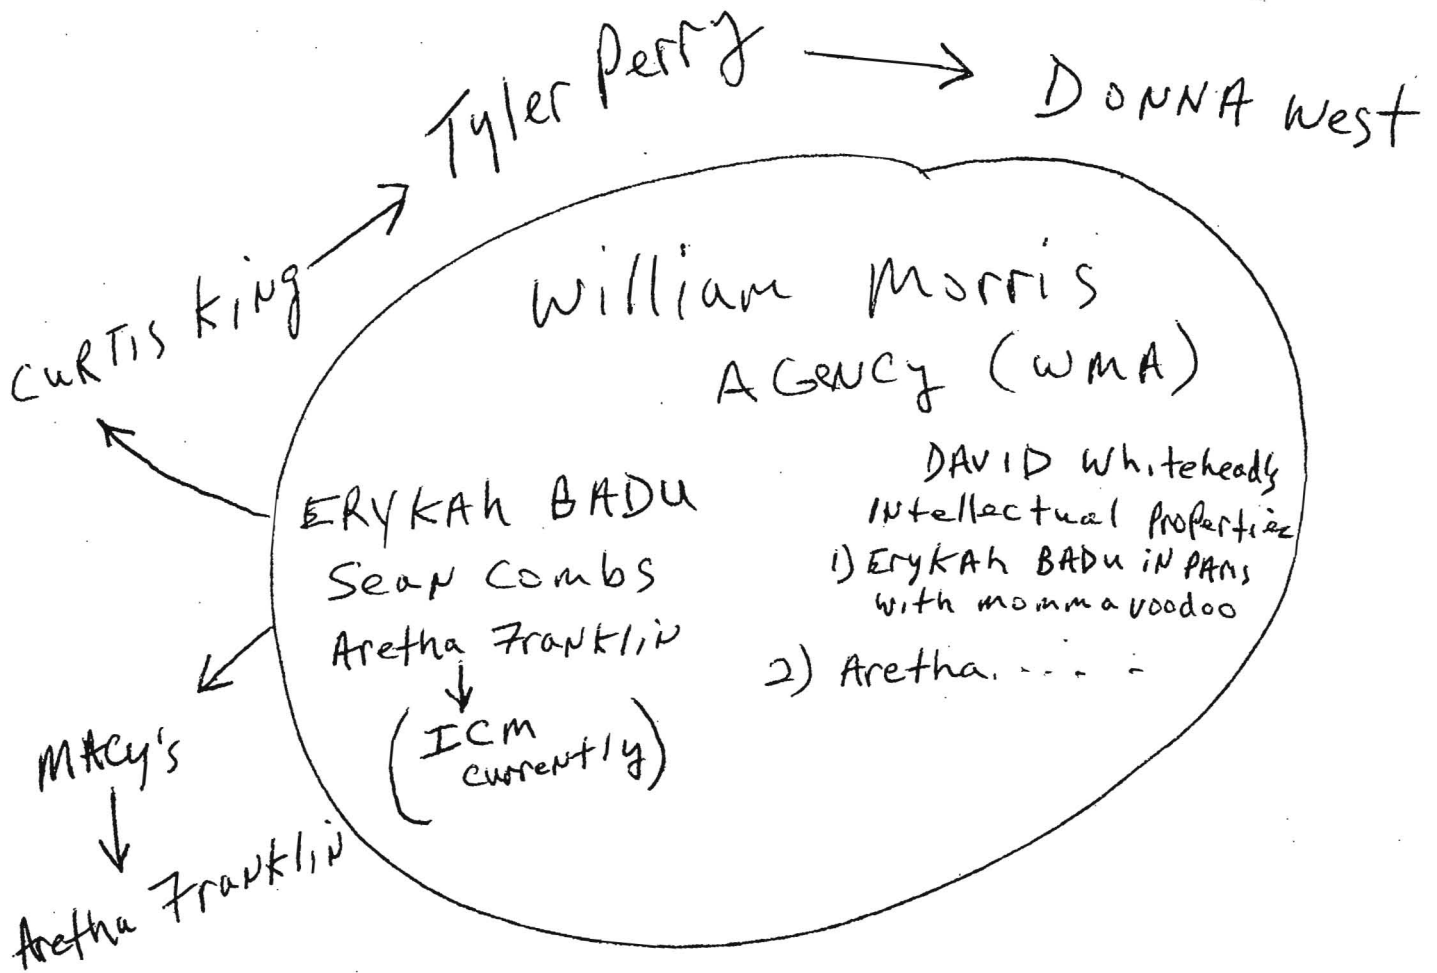 Tyler Perry
DONNA West
CURTIS KING
William Morris
AGENCY (WMA)
ERYKAH BADU
Sean Combs
Aretha Franklin
(ICM
currently)
DAVID Whitehead's
Intellectual Properties
1) ErykAh BADU iN PAMs
with momma voodoo
2) Aretha. . . . . -
MACy's
Aretha Franklin